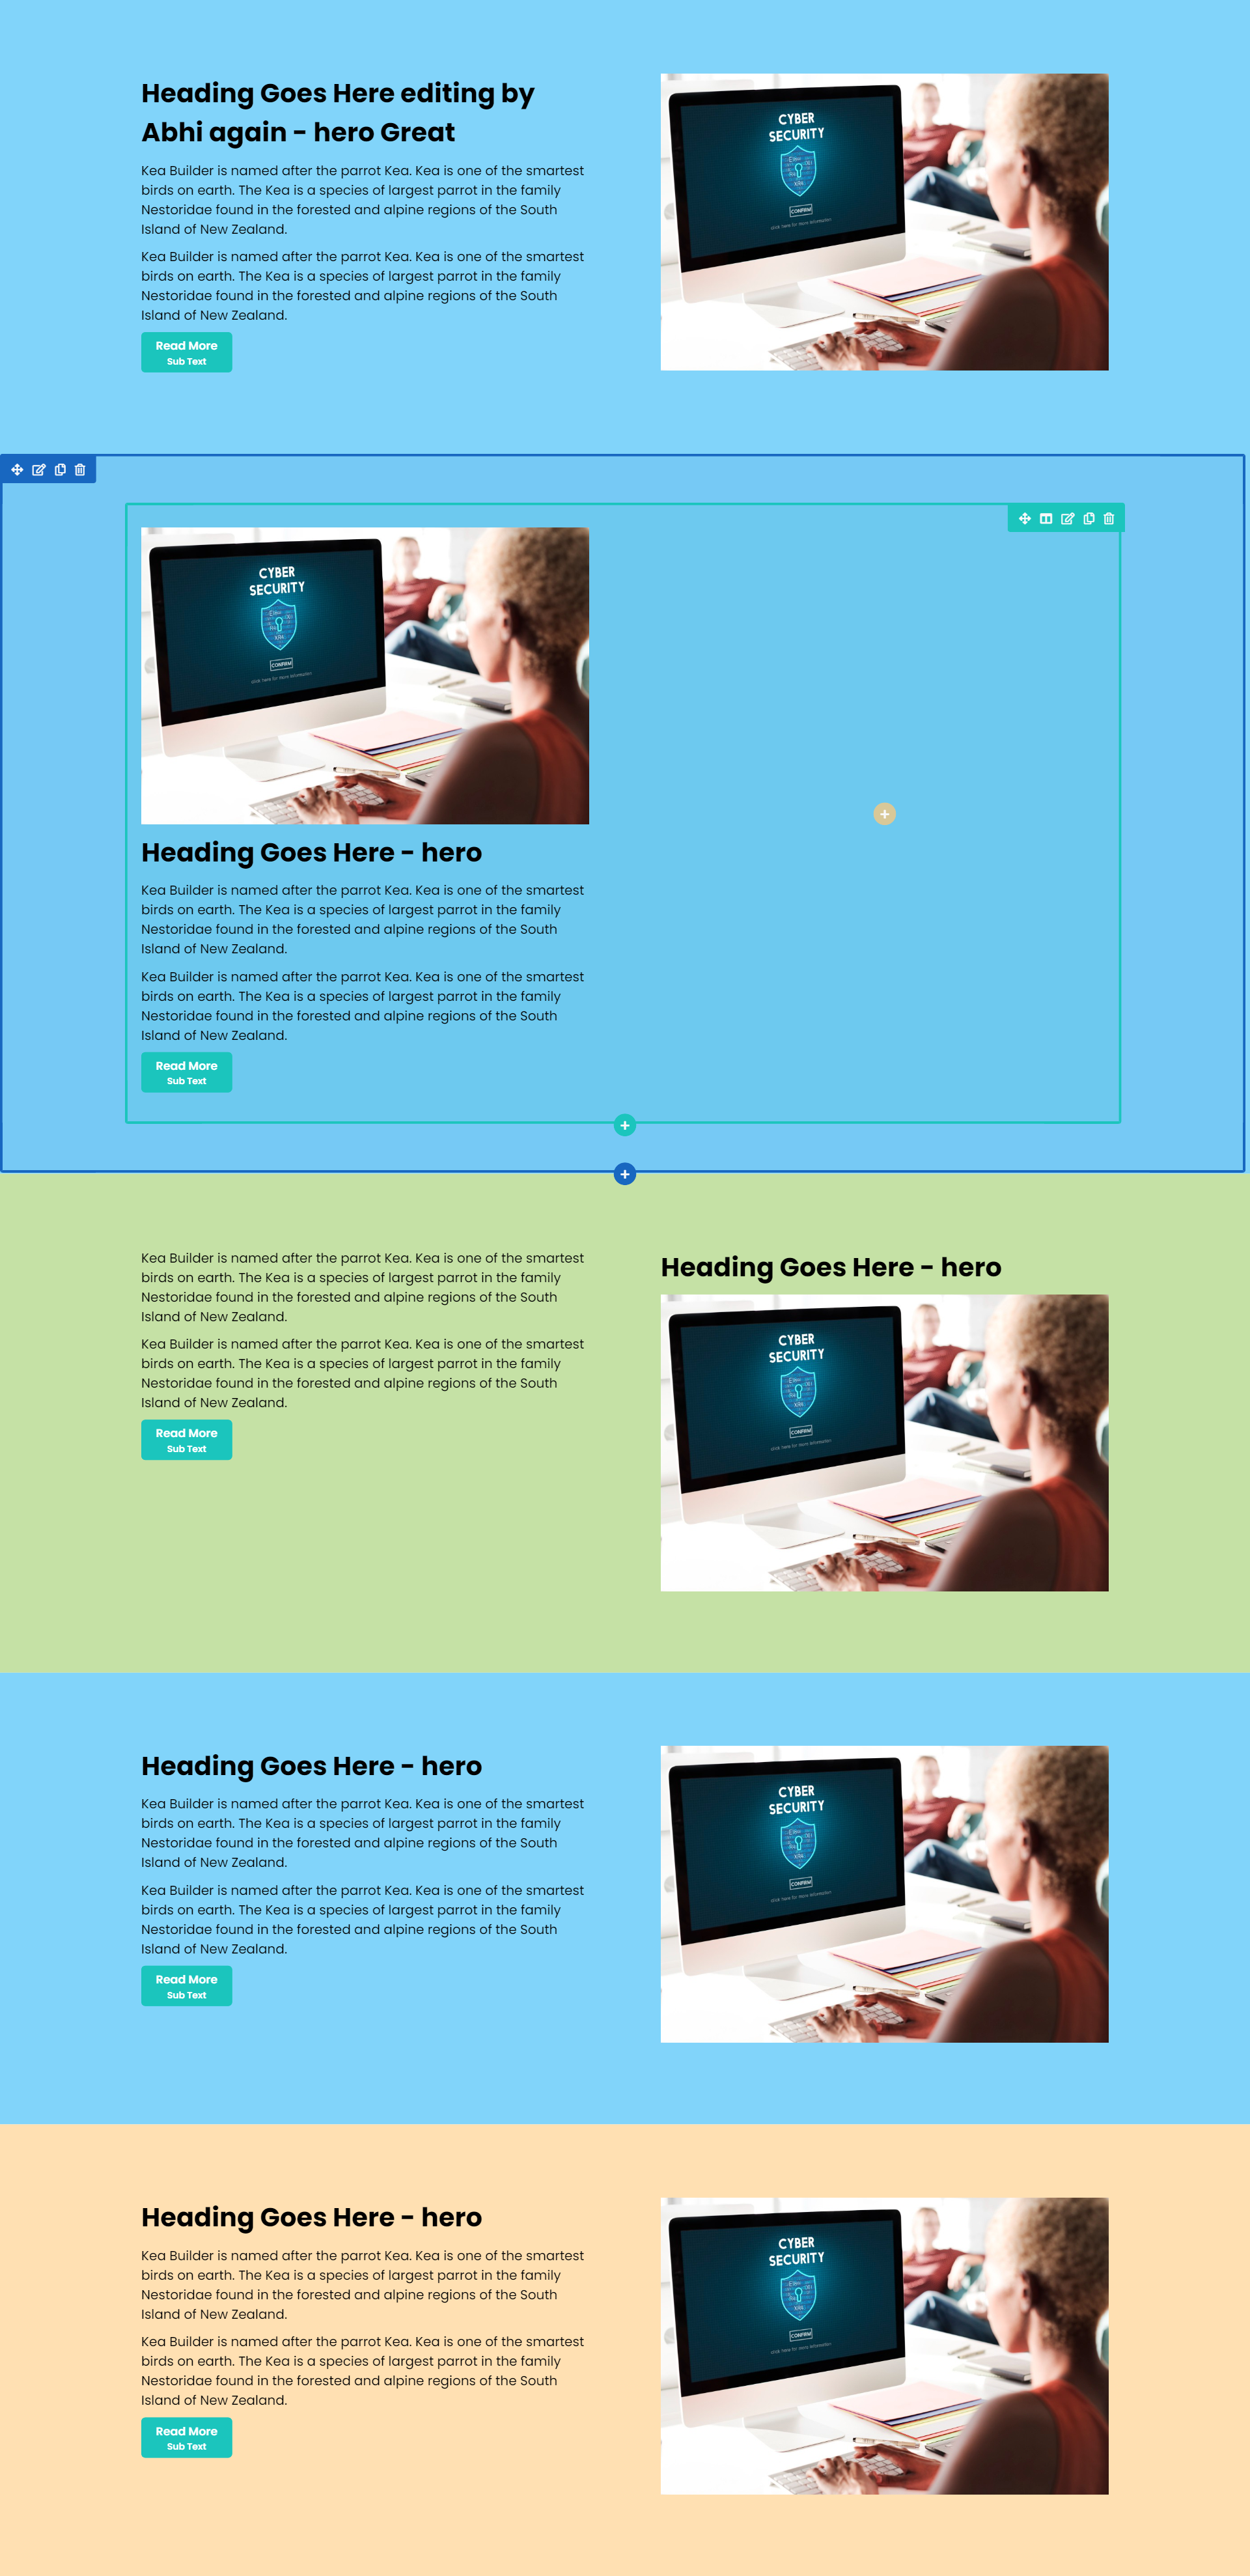 Heading Goes Here editing by
Abhi again - hero Great
Kea Builder is named after the parrot Kea. Kea is one of the smartest
birds on earth. The Kea is a species of largest parrot in the family
Nestoridae found in the forested and alpine regions of the South
Island of New Zealand.
Kea Builder is named after the parrot Kea. Kea is one of the smartest
birds on earth. The Kea is a species of largest parrot in the family
Nestoridae found in the forested and alpine regions of the South
Island of New Zealand.
Read More
Sub Text
CYBER
SECURITY
CONFIRM
click here for more information
CYBER
SECURITY
CONFIRM
click here for more information
Heading Goes Here - hero
Kea Builder is named after the parrot Kea. Kea is one of the smartest
birds on earth. The Kea is a species of largest parrot in the family
Nestoridae found in the forested and alpine regions of the South
Island of New Zealand.
Kea Builder is named after the parrot Kea. Kea is one of the smartest
birds on earth. The Kea is a species of largest parrot in the family
Nestoridae found in the forested and alpine regions of the South
Island of New Zealand.
Read More
Sub Text
Kea Builder is named after the parrot Kea. Kea is one of the smartest
birds on earth. The Kea is a species of largest parrot in the family
Nestoridae found in the forested and alpine regions of the South
Island of New Zealand.
Kea Builder is named after the parrot Kea. Kea is one of the smartest
birds on earth. The Kea is a species of largest parrot in the family
Nestoridae found in the forested and alpine regions of the South
Island of New Zealand.
Read More
Sub Text
Heading Goes Here - hero
CYBER
SECURITY
CONFIRM
click here for more information
Heading Goes Here - hero
Kea Builder is named after the parrot Kea. Kea is one of the smartest
birds on earth. The Kea is a species of largest parrot in the family
Nestoridae found in the forested and alpine regions of the South
Island of New Zealand.
Kea Builder is named after the parrot Kea. Kea is one of the smartest
birds on earth. The Kea is a species of largest parrot in the family
Nestoridae found in the forested and alpine regions of the South
Island of New Zealand.
Read More
Sub Text
CYBER
SECURITY
CONFIRM
click here for more information
Heading Goes Here - hero
Kea Builder is named after the parrot Kea. Kea is one of the smartest
birds on earth. The Kea is a species of largest parrot in the family
Nestoridae found in the forested and alpine regions of the South
Island of New Zealand.
Kea Builder is named after the parrot Kea. Kea is one of the smartest
birds on earth. The Kea is a species of largest parrot in the family
Nestoridae found in the forested and alpine regions of the South
Island of New Zealand.
Read More
Sub Text
CYBER
SECURITY
CONFIRM
click here for more information